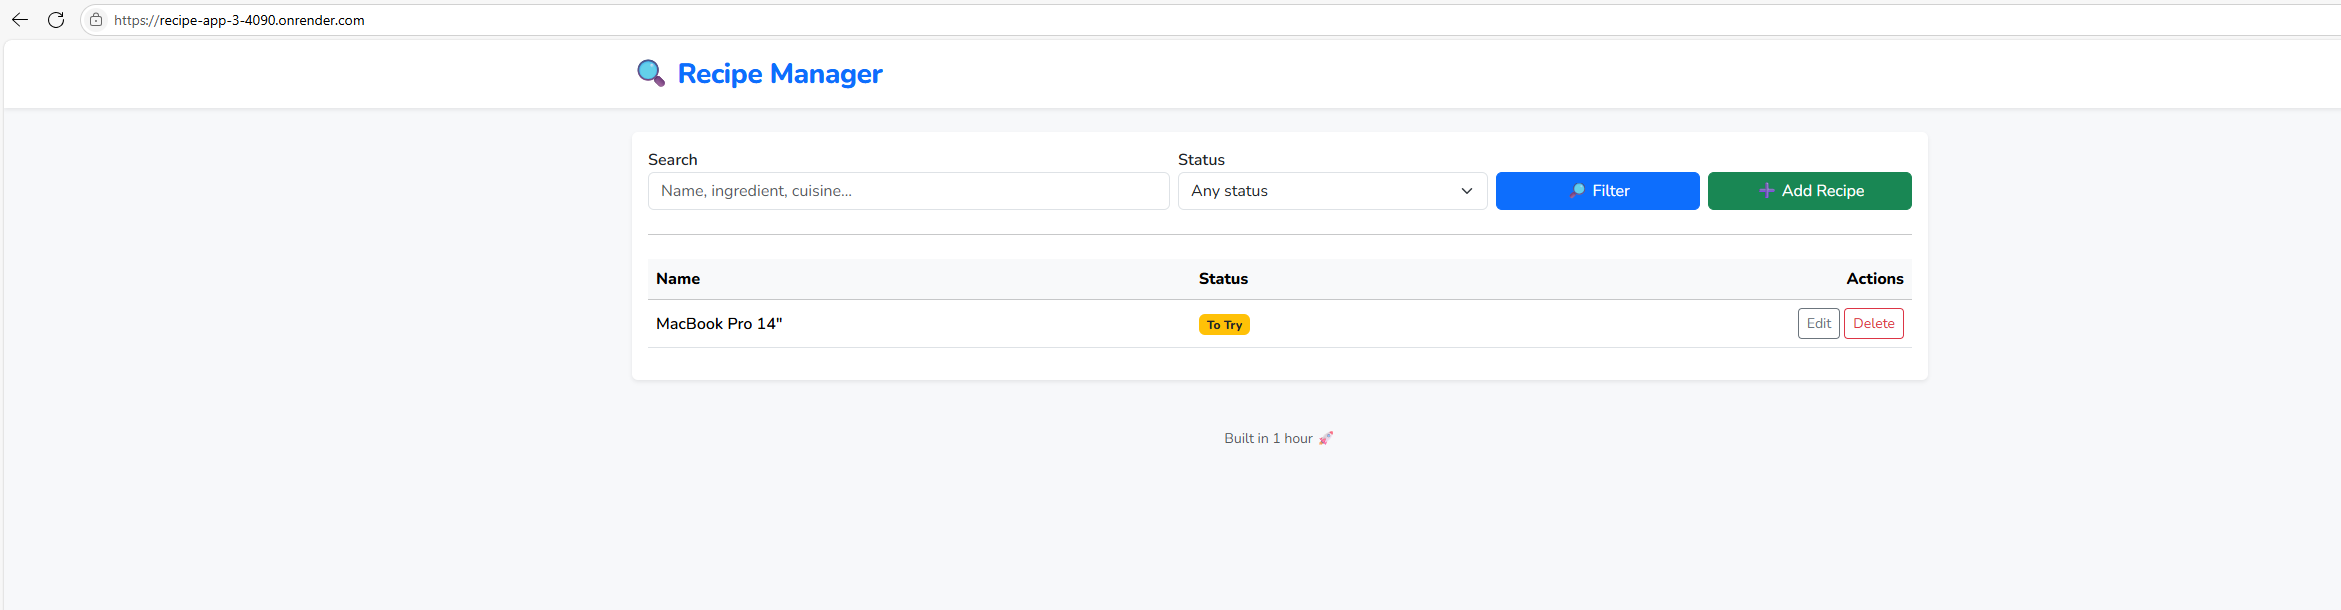 https://recipe-app-3-4090.onrender.com
Recipe Manager
Search Status
Name, ingredient, cuisine... Any status Filter Add Recipe
Name Status Actions
MacBook Pro 14" To Try Edit Delete
Built in 1 hour 🚀